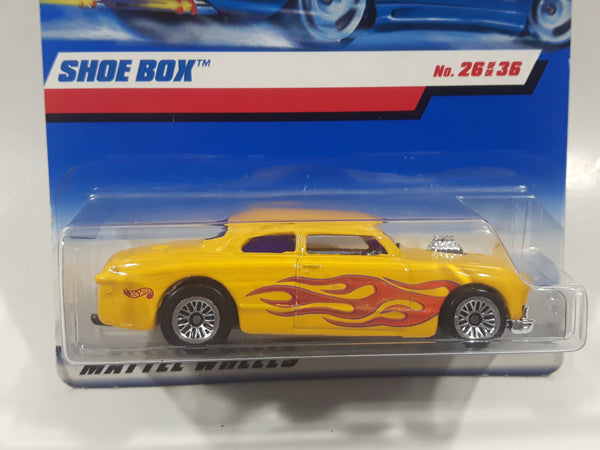 SHOE BOX™
No. 26 OF 36
Hot Wheels
MATTEL WHEELS